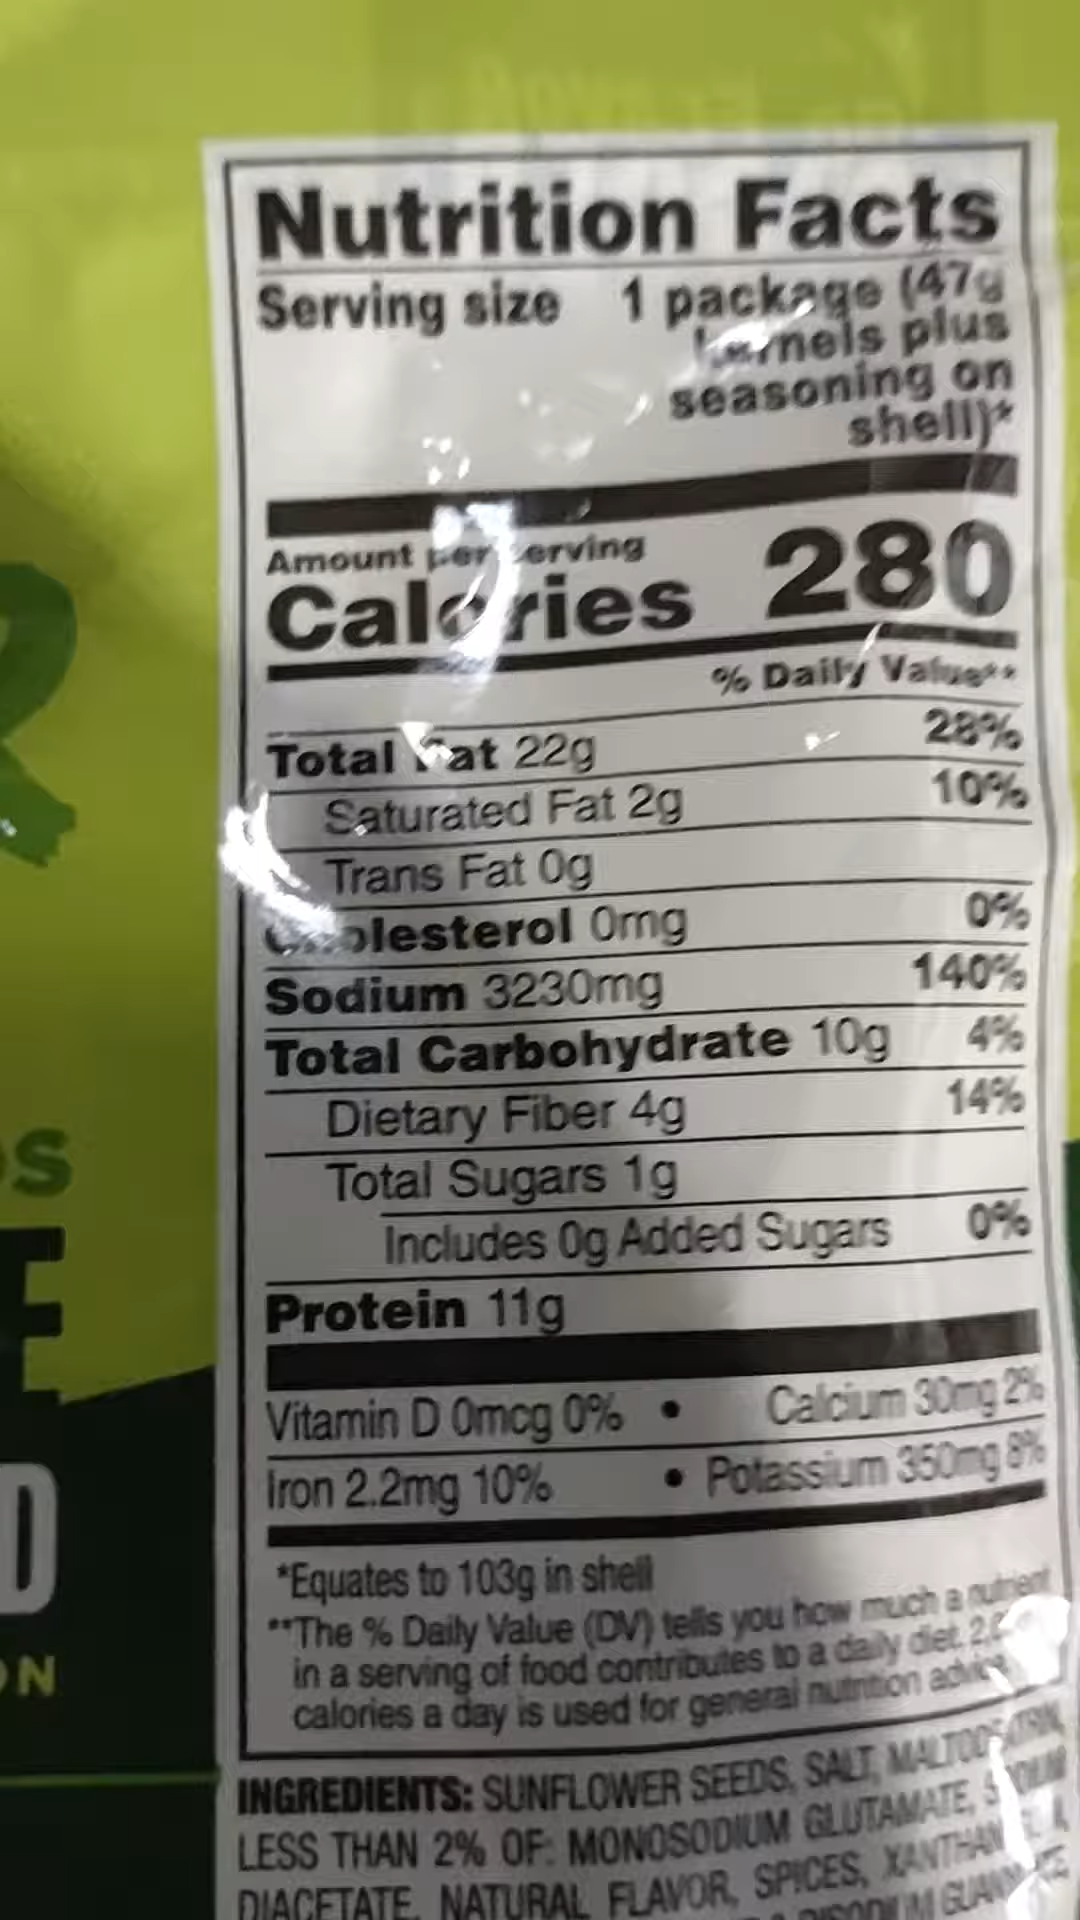 Nutrition Facts
Serving size 1 package (47g
kernels plus
seasoning on
shell)*
Amount per serving
Calories 280
% Daily Value**
Total Fat 22g 28%
Saturated Fat 2g 10%
Trans Fat 0g
Cholesterol 0mg 0%
Sodium 3230mg 140%
Total Carbohydrate 10g 4%
Dietary Fiber 4g 14%
Total Sugars 1g
Includes 0g Added Sugars 0%
Protein 11g
Vitamin D 0mcg 0% • Calcium 30mg 2%
Iron 2.2mg 10% • Potassium 350mg 8%
*Equates to 103g in shell
**The % Daily Value (DV) tells you how much a nutrient
in a serving of food contributes to a daily diet.
calories a day is used for general nutrition advice
INGREDIENTS: SUNFLOWER SEEDS, SALT, MALTODEXTRIN,
LESS THAN 2% OF: MONOSODIUM GLUTAMATE, SODIUM
DIACETATE, NATURAL FLAVOR, SPICES, XANTHAN
DISODIUM GUANYLATE